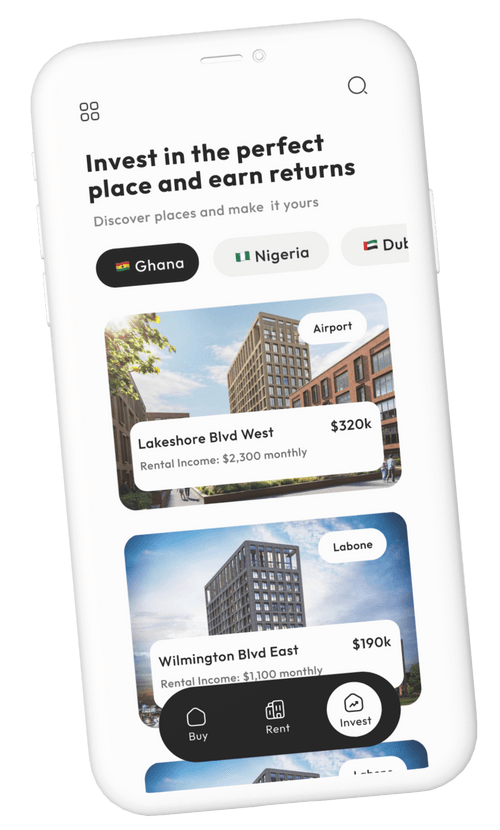 Invest in the perfect
place and earn returns
Discover places and make it yours
Ghana
Nigeria
Dub
Airport
Lakeshore Blvd West
$320k
Rental Income: $2,300 monthly
Labone
Wilmington Blvd East
$190k
Rental Income: $1,100 monthly
Buy
Rent
Invest